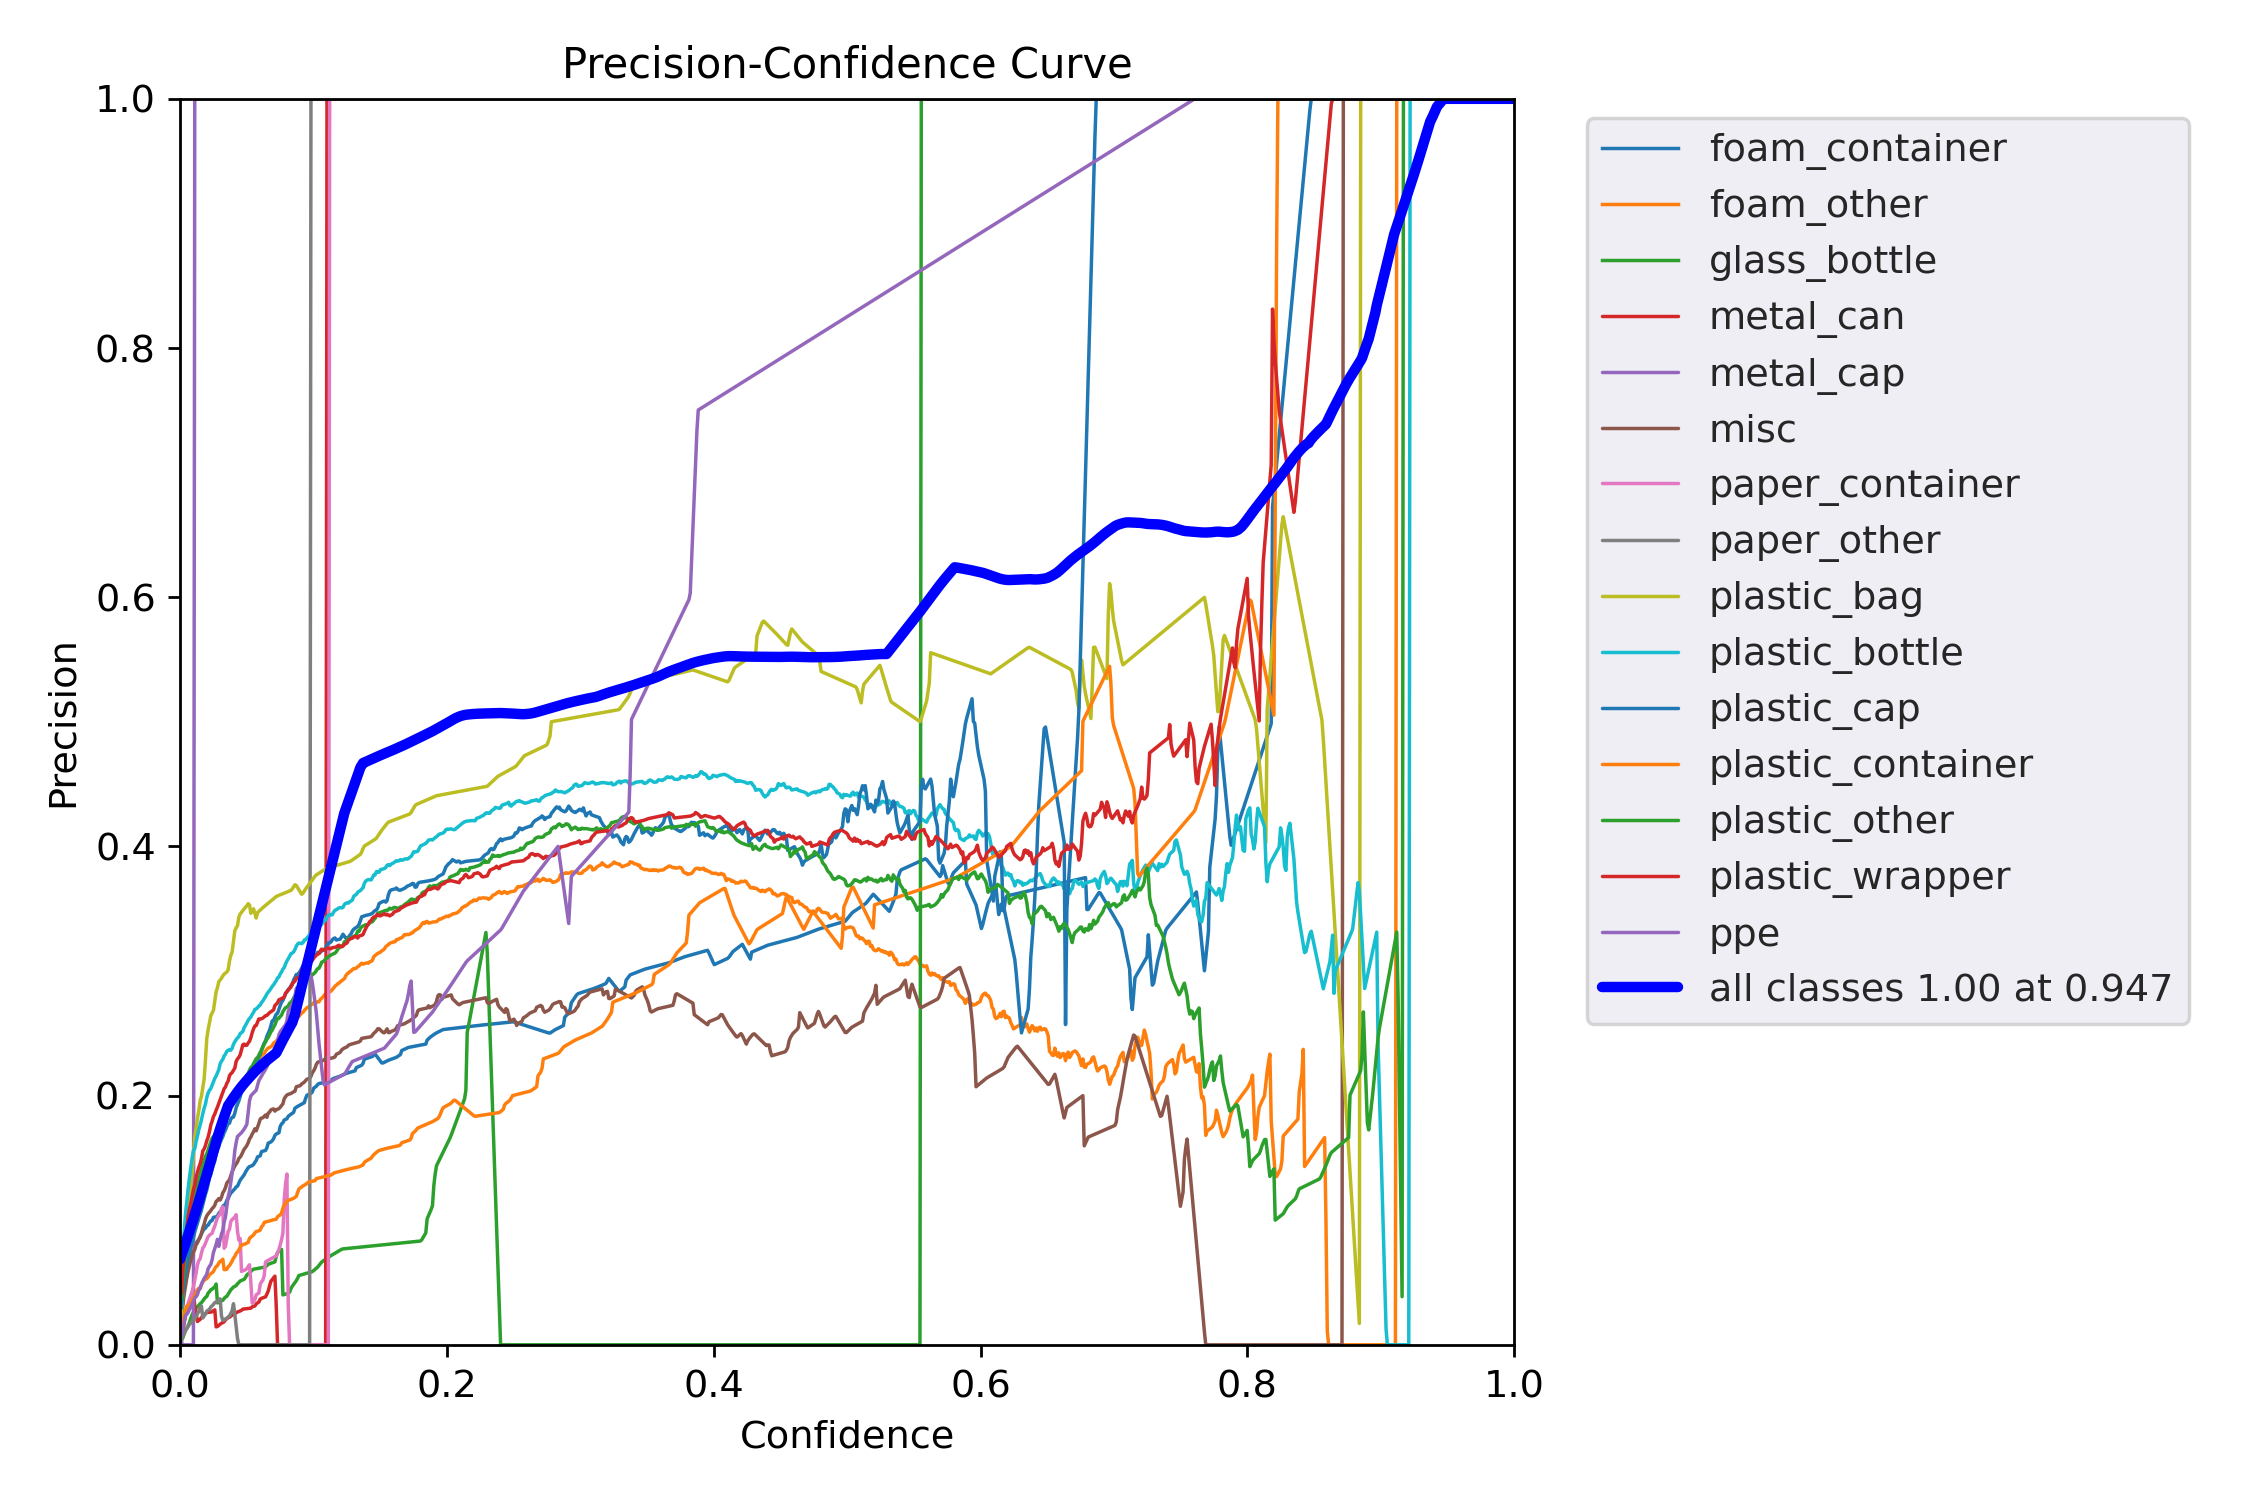 Precision-Confidence Curve
1.0
0.8
0.6
0.4
0.2
0.0
Precision
0.0 0.2 0.4 0.6 0.8 1.0
Confidence
foam_container
foam_other
glass_bottle
metal_can
metal_cap
misc
paper_container
paper_other
plastic_bag
plastic_bottle
plastic_cap
plastic_container
plastic_other
plastic_wrapper
ppe
all classes 1.00 at 0.947